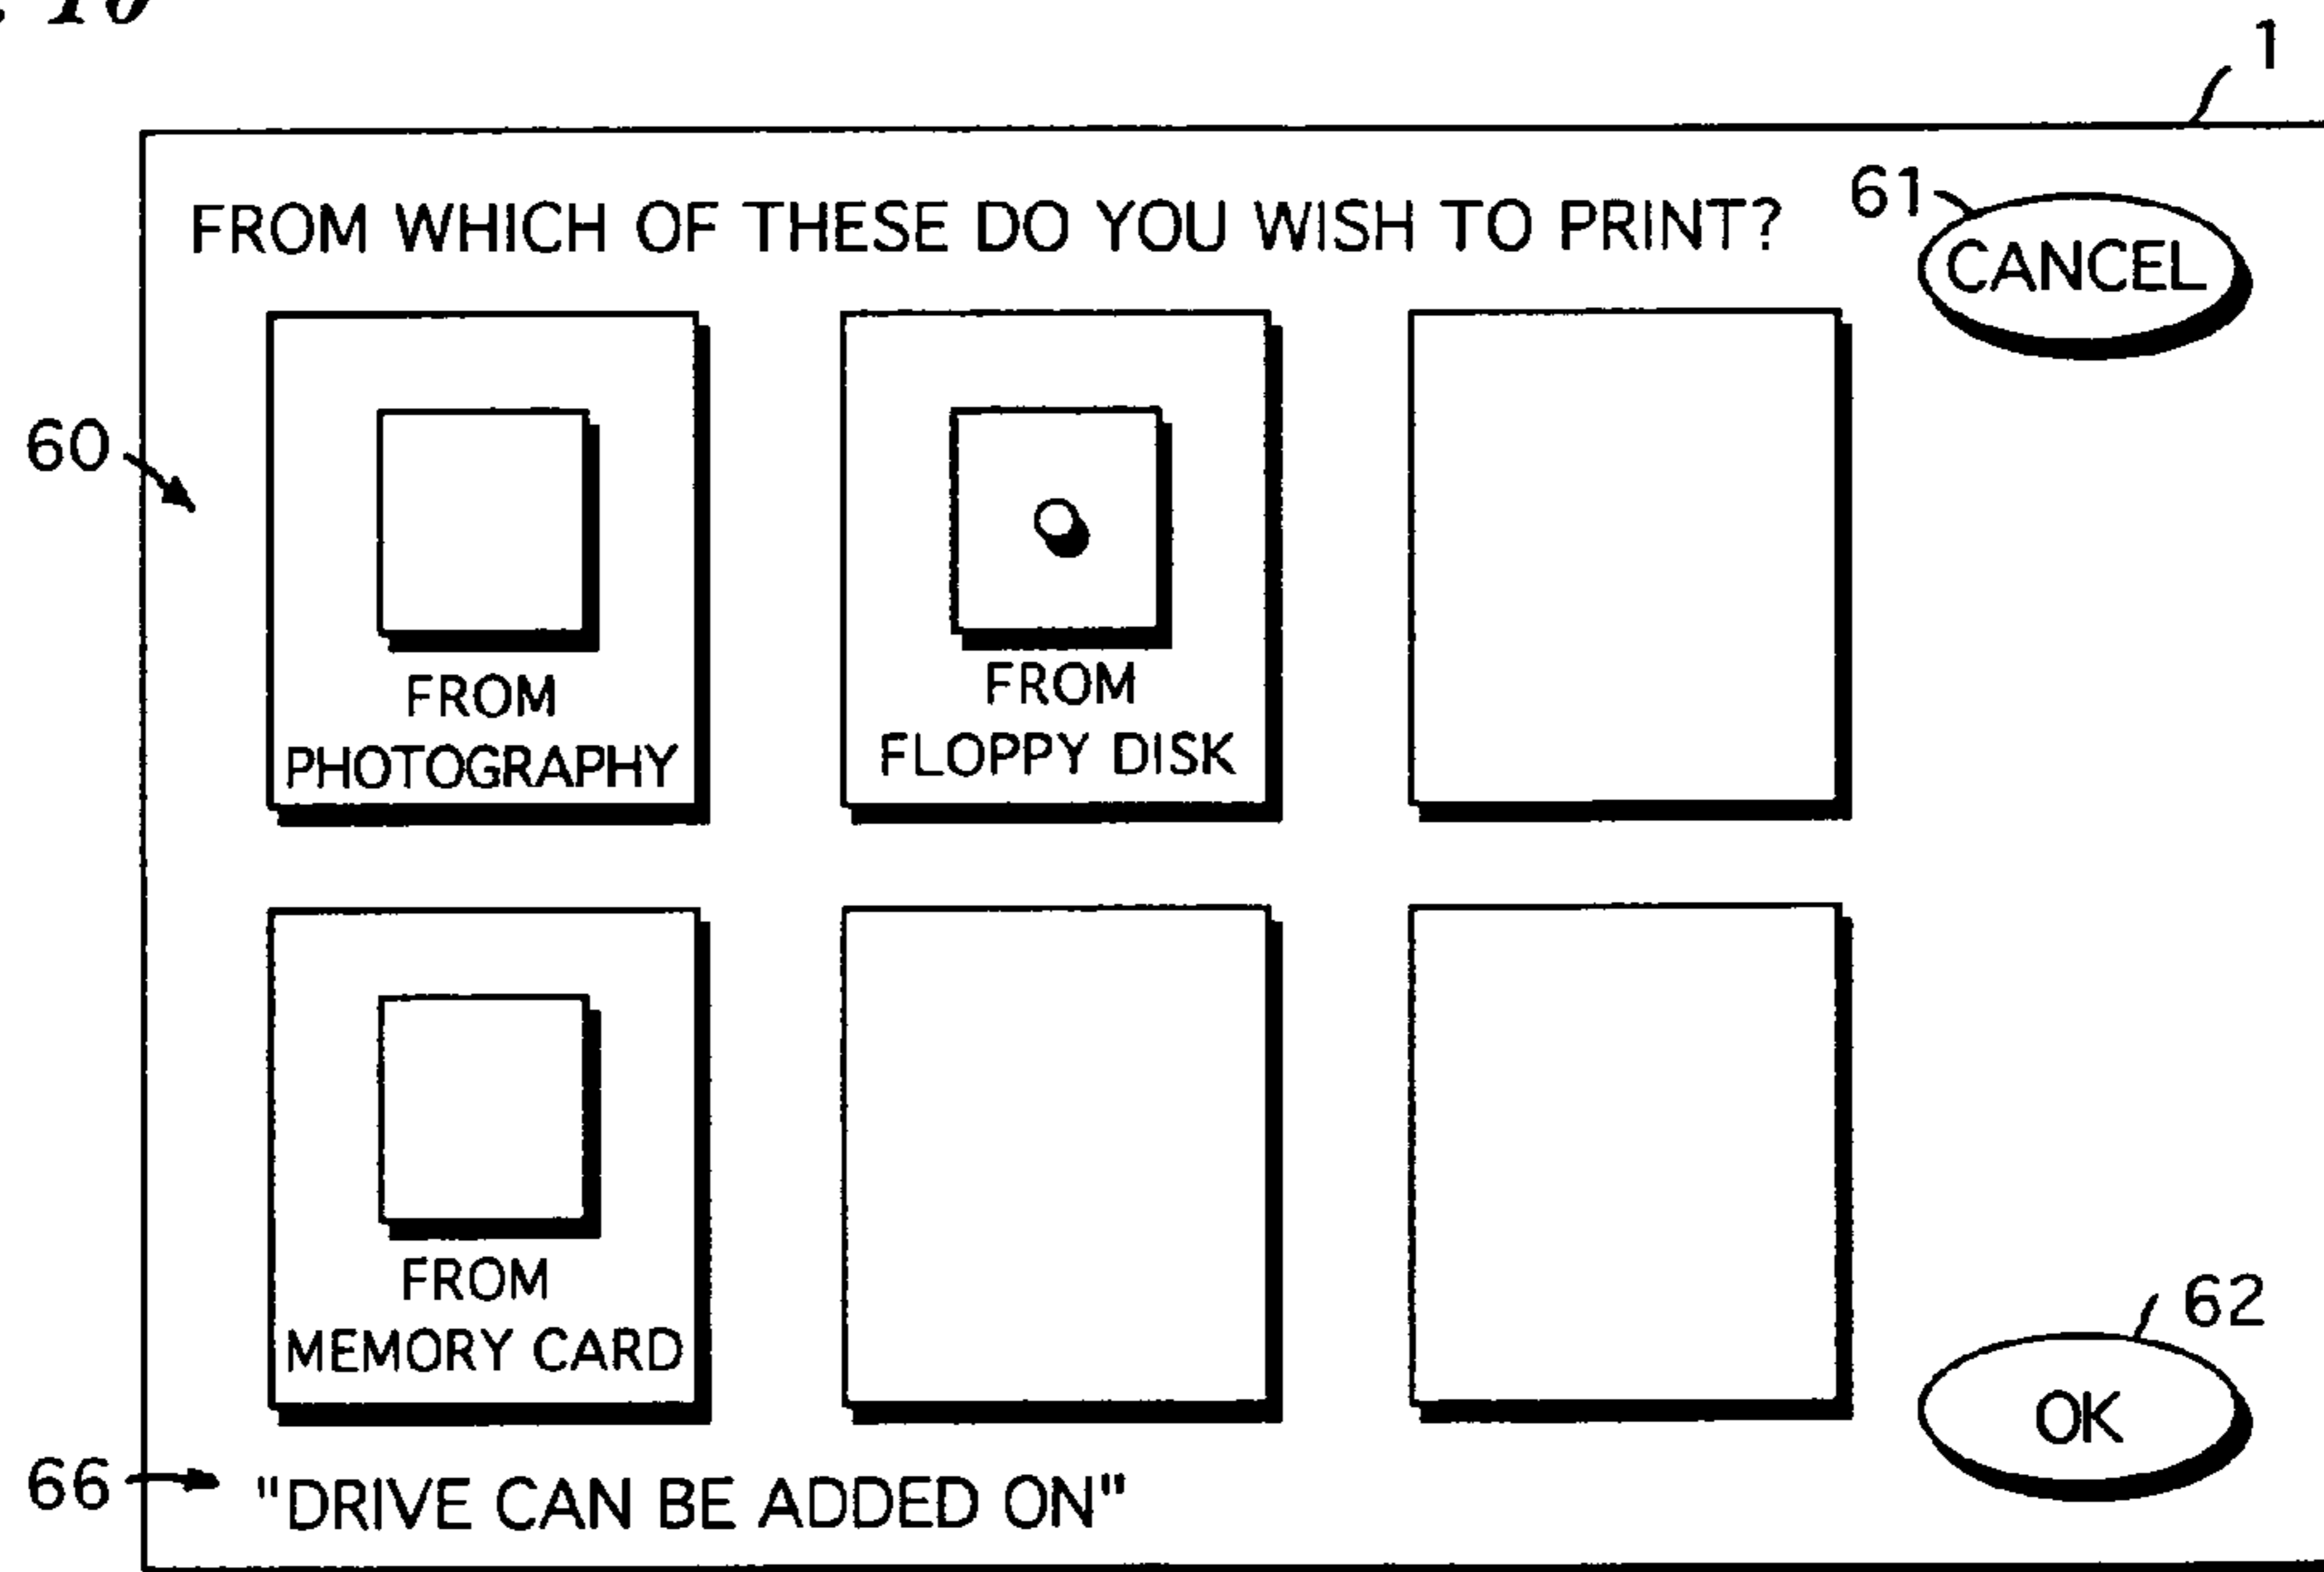 10
1
FROM WHICH OF THESE DO YOU WISH TO PRINT?
61
CANCEL
60
FROM
PHOTOGRAPHY
FROM
FLOPPY DISK
FROM
MEMORY CARD
62
OK
66
"DRIVE CAN BE ADDED ON"